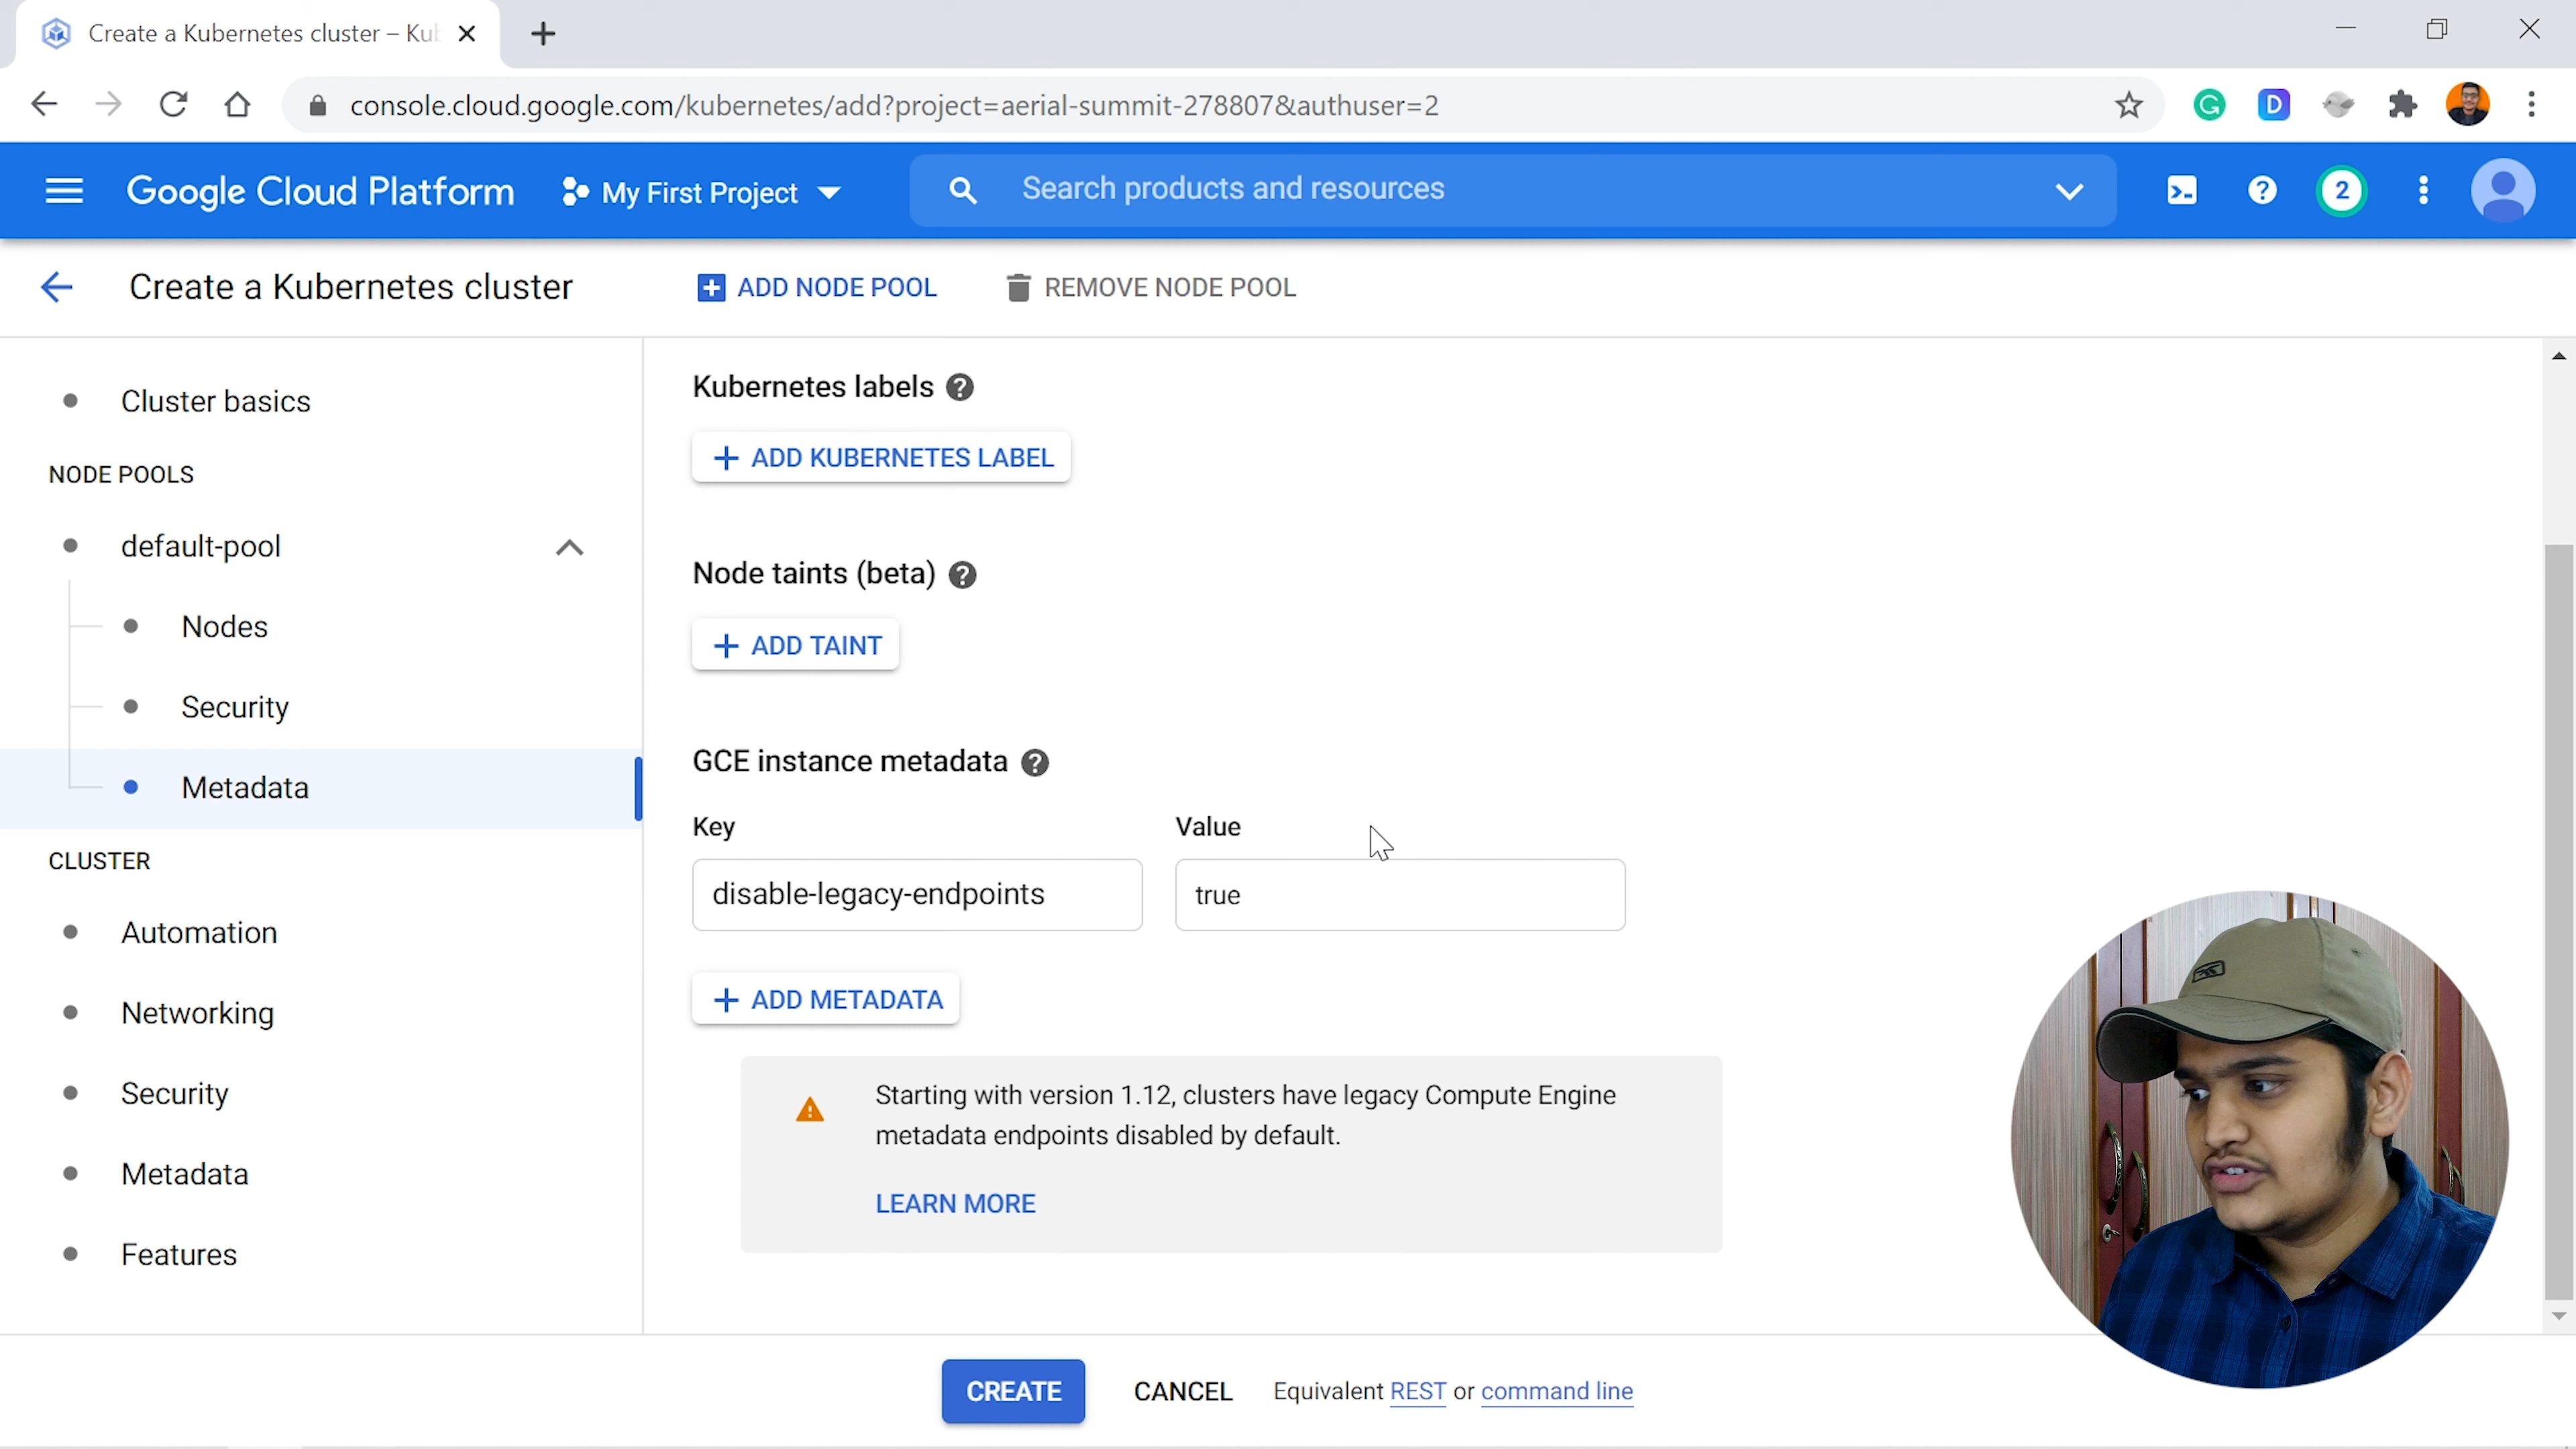 Create a Kubernetes cluster – Kub
console.cloud.google.com/kubernetes/add?project=aerial-summit-278807&authuser=2
Google Cloud Platform
My First Project
Search products and resources
2
Create a Kubernetes cluster
ADD NODE POOL
REMOVE NODE POOL
Cluster basics
NODE POOLS
default-pool
Nodes
Security
Metadata
CLUSTER
Automation
Networking
Security
Metadata
Features
Kubernetes labels
ADD KUBERNETES LABEL
Node taints (beta)
ADD TAINT
GCE instance metadata
Key
Value
disable-legacy-endpoints
true
ADD METADATA
Starting with version 1.12, clusters have legacy Compute Engine
metadata endpoints disabled by default.
LEARN MORE
CREATE
CANCEL
Equivalent REST or command line